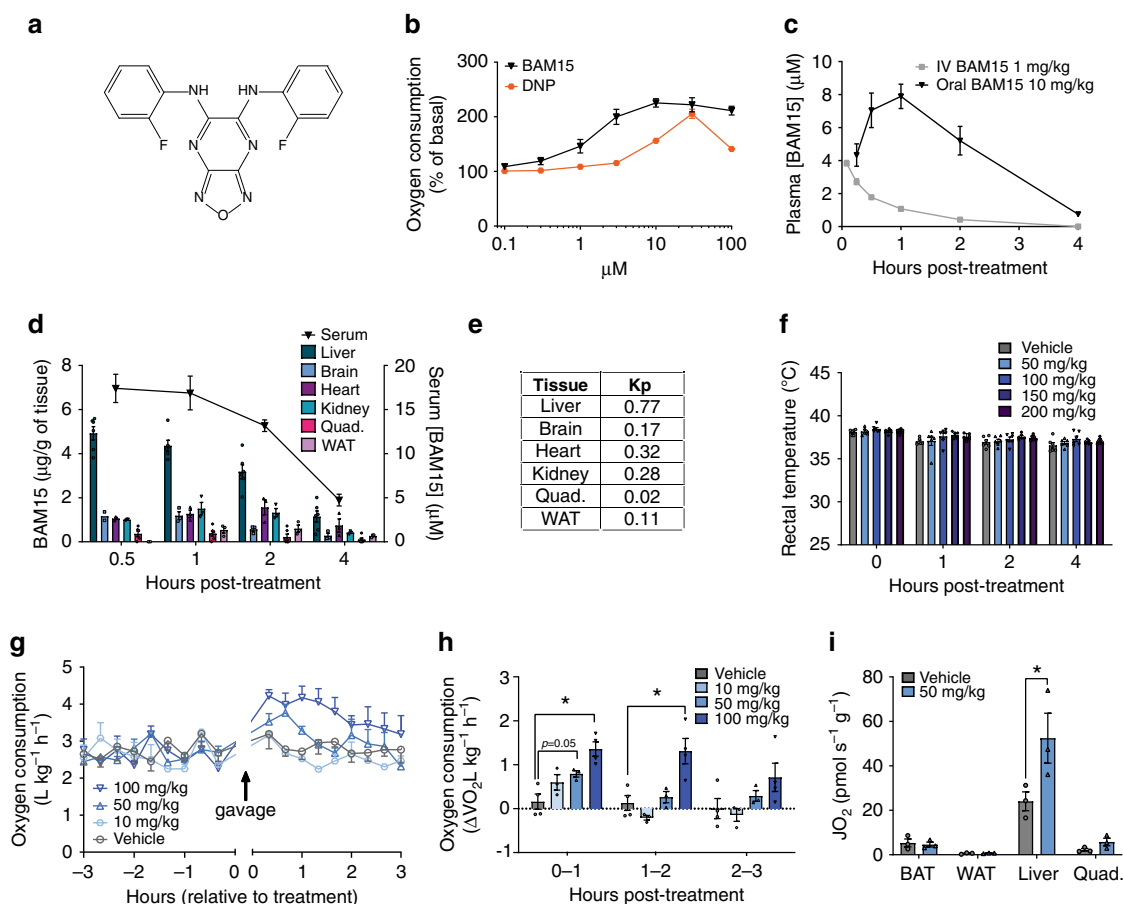 a
NH
HN
F
F
N
N
N
N
O
b
BAM15
DNP
Oxygen consumption
(% of basal)
300
200
100
0
0.1
1
10
100
μM
c
IV BAM15 1 mg/kg
Oral BAM15 10 mg/kg
Plasma [BAM15] (μM)
10
8
6
4
2
0
0
1
2
3
4
Hours post-treatment
d
Serum
Liver
Brain
Heart
Kidney
Quad.
WAT
BAM15 (μg/g of tissue)
8
6
4
2
0
Serum [BAM15] (μM)
20
15
10
5
0
0.5
1
2
4
Hours post-treatment
e
Tissue Kp
Liver 0.77
Brain 0.17
Heart 0.32
Kidney 0.28
Quad. 0.02
WAT 0.11
f
Vehicle
50 mg/kg
100 mg/kg
150 mg/kg
200 mg/kg
Rectal temperature (°C)
45
40
35
30
25
0
1
2
4
Hours post-treatment
g
Oxygen consumption
(L kg⁻¹ h⁻¹)
5
4
3
2
1
0
100 mg/kg
50 mg/kg
10 mg/kg
Vehicle
gavage
−3
−2
−1
0
0
1
2
3
Hours (relative to treatment)
h
Vehicle
10 mg/kg
50 mg/kg
100 mg/kg
Oxygen consumption
(ΔVO₂L kg⁻¹ h⁻¹)
3
2
1
0
-1
*
*
p=0.05
0–1
1–2
2–3
Hours post-treatment
i
Vehicle
50 mg/kg
*
JO₂ (pmol s⁻¹ g⁻¹)
80
60
40
20
0
BAT
WAT
Liver
Quad.